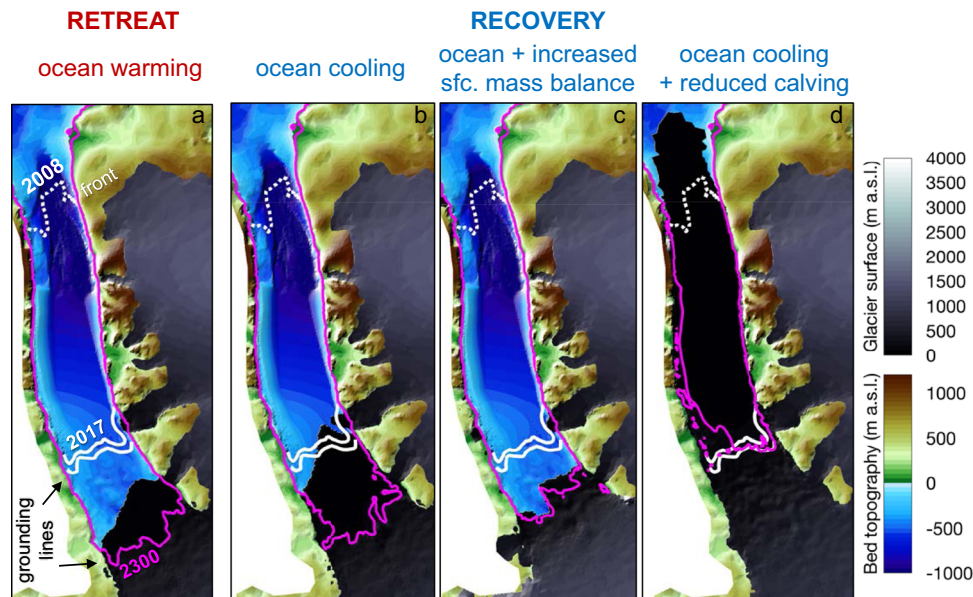 RETREAT
RECOVERY
ocean warming
ocean cooling
ocean + increased
sfc. mass balance
ocean cooling
+ reduced calving
a
b
c
d
2008
front
2017
grounding
lines
2300
Glacier surface (m a.s.l.)
4000
3500
3000
2500
2000
1500
1000
500
0
Bed topography (m a.s.l.)
1000
500
0
-500
-1000